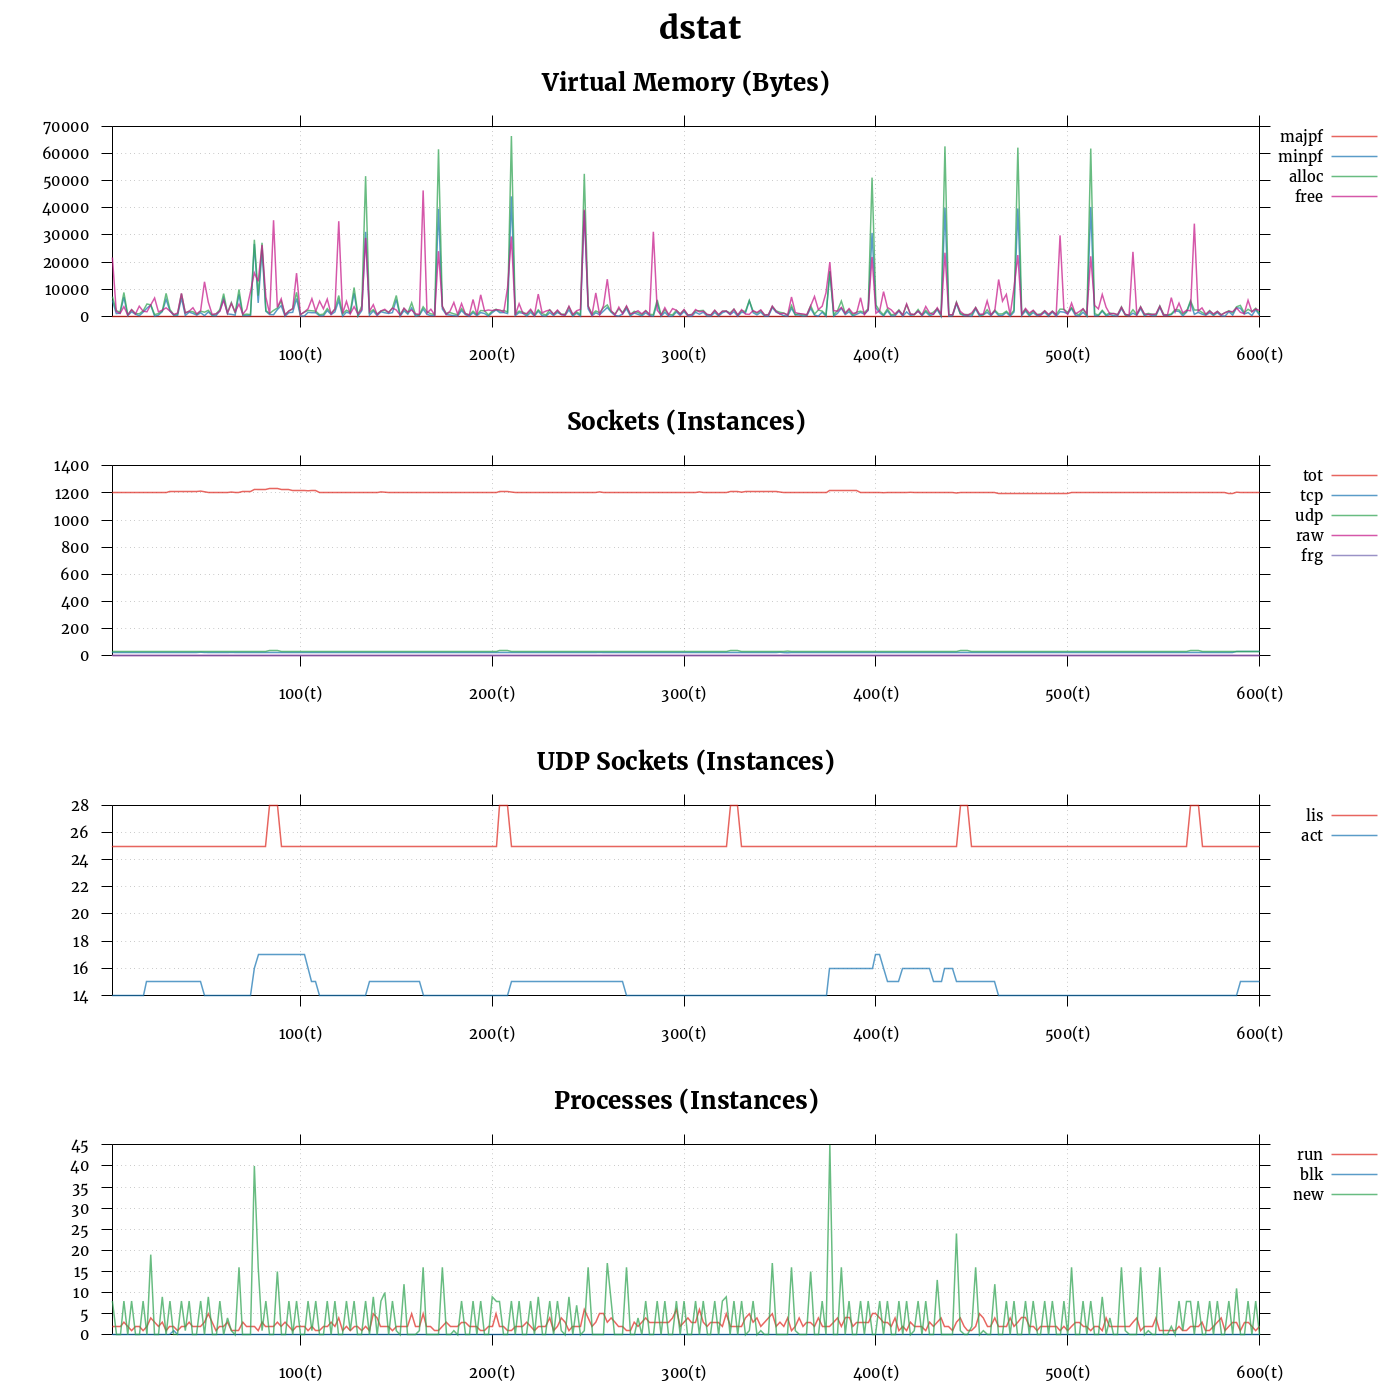 dstat
Virtual Memory (Bytes)
70000
60000
50000
40000
30000
20000
10000
0
100(t) 200(t) 300(t) 400(t) 500(t) 600(t)
majpf
minpf
alloc
free
Sockets (Instances)
1400
1200
1000
800
600
400
200
0
100(t) 200(t) 300(t) 400(t) 500(t) 600(t)
tot
tcp
udp
raw
frg
UDP Sockets (Instances)
28
26
24
22
20
18
16
14
100(t) 200(t) 300(t) 400(t) 500(t) 600(t)
lis
act
Processes (Instances)
45
40
35
30
25
20
15
10
5
0
100(t) 200(t) 300(t) 400(t) 500(t) 600(t)
run
blk
new